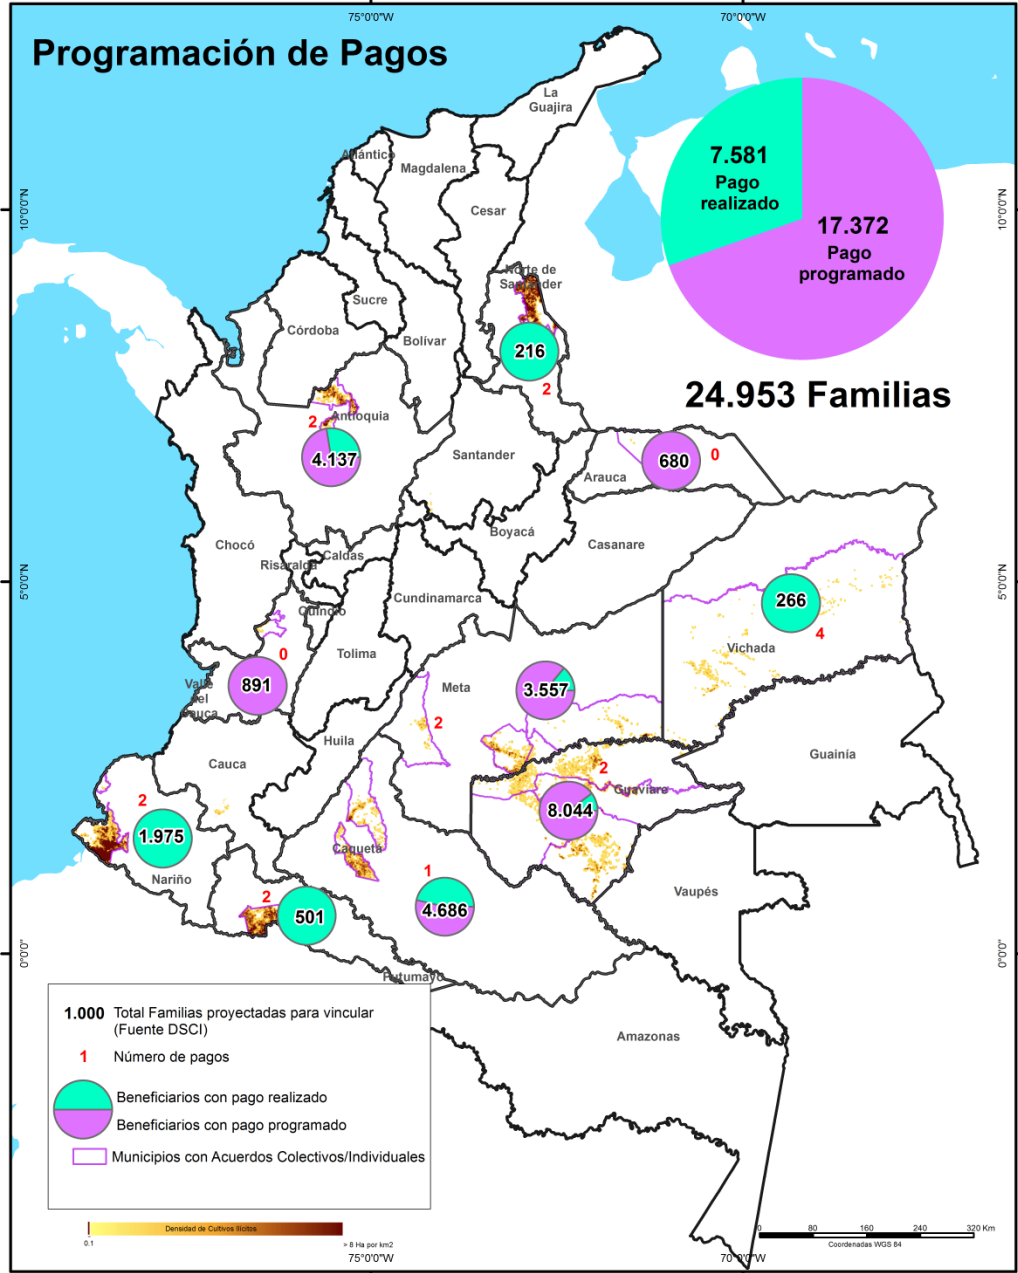 75°0'0"W
70°0'0"W
Programación de Pagos
La
Guajira
Atlántico
Magdalena
Cesar
7.581
Pago
realizado
17.372
Pago
programado
10°0'0"N
10°0'0"N
Norte de
Santander
Sucre
Córdoba
Bolívar
216
2
24.953 Familias
2
Antioquia
4.137
Santander
680
0
Arauca
Chocó
Boyacá
Casanare
Caldas
Risaralda
5°0'0"N
5°0'0"N
Quindío
Cundinamarca
266
4
Vichada
0
Tolima
891
Valle
del
Cauca
Meta
3.557
2
Huila
Cauca
Guainía
2
Guaviare
8.044
2
1.975
Caquetá
Nariño
1
4.686
Vaupés
2
501
0°0'0"
0°0'0"
Putumayo
Amazonas
1.000 Total Familias proyectadas para vincular
(Fuente DSCI)
1 Número de pagos
Beneficiarios con pago realizado
Beneficiarios con pago programado
Municipios con Acuerdos Colectivos/Individuales
Densidad de Cultivos Ilícitos
0.1
> 8 Ha por km2
0 80 160 240 320 Km
Coordenadas WGS 84
75°0'0"W
70°0'0"W